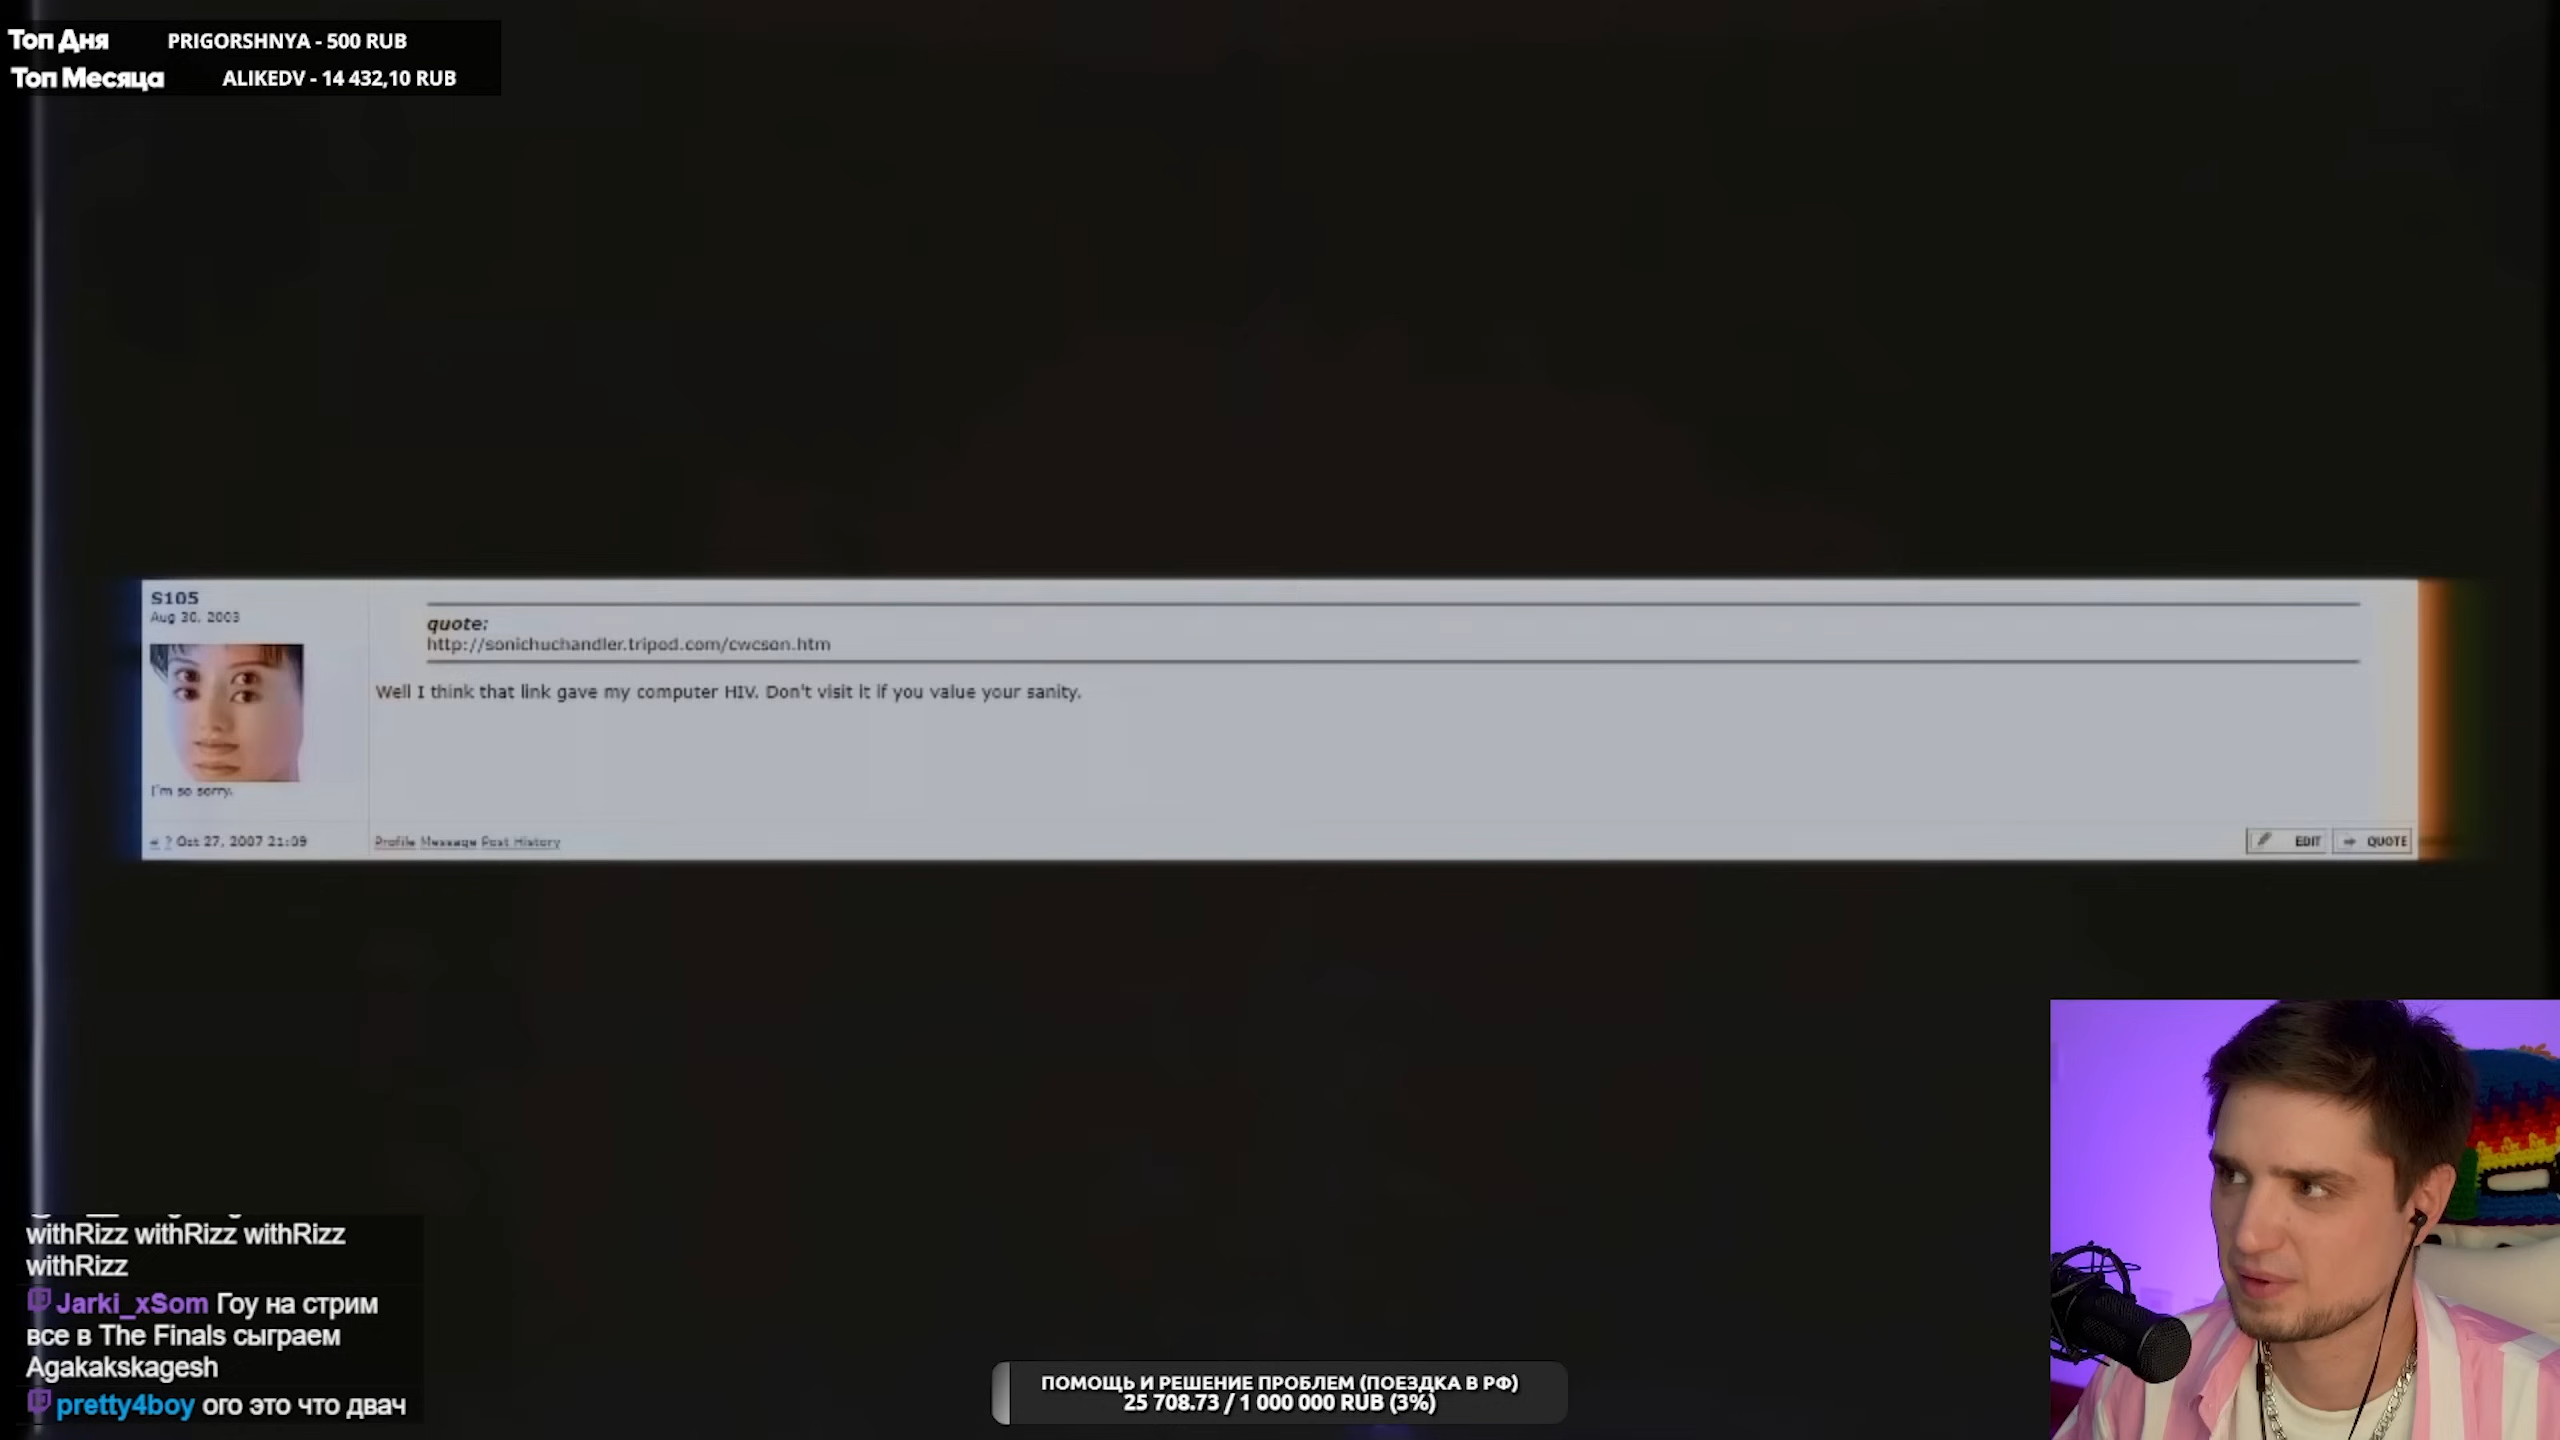 Топ Дня PRIGORSHNYA - 500 RUB
Топ Месяца ALIKEDV - 14 432,10 RUB
S105
Aug 30, 2003
quote:
http://sonichuchandler.tripod.com/cwcson.htm
Well I think that link gave my computer HIV. Don't visit it if you value your sanity.
I'm so sorry.
? Oct 27, 2007 21:09
Profile Message Post History
EDIT QUOTE
withRizz withRizz withRizz
withRizz
Jarki_xSom Гоу на стрим
все в The Finals сыграем
Agakakskagesh
pretty4boy ого это что двач
ПОМОЩЬ И РЕШЕНИЕ ПРОБЛЕМ (ПОЕЗДКА В РФ)
25 708.73 / 1 000 000 RUB (3%)